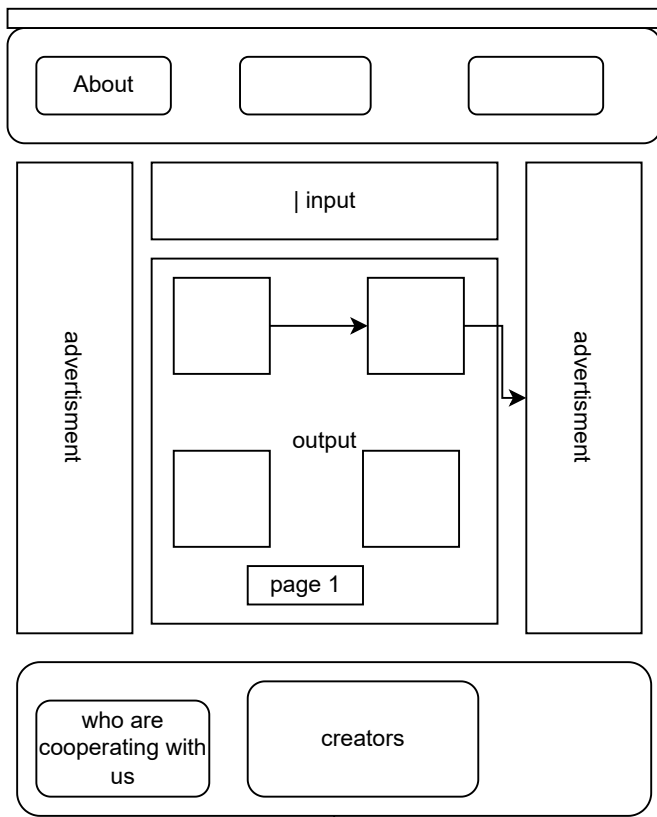 About
| input
advertisment
advertisment
output
page 1
who are
cooperating with
us
creators